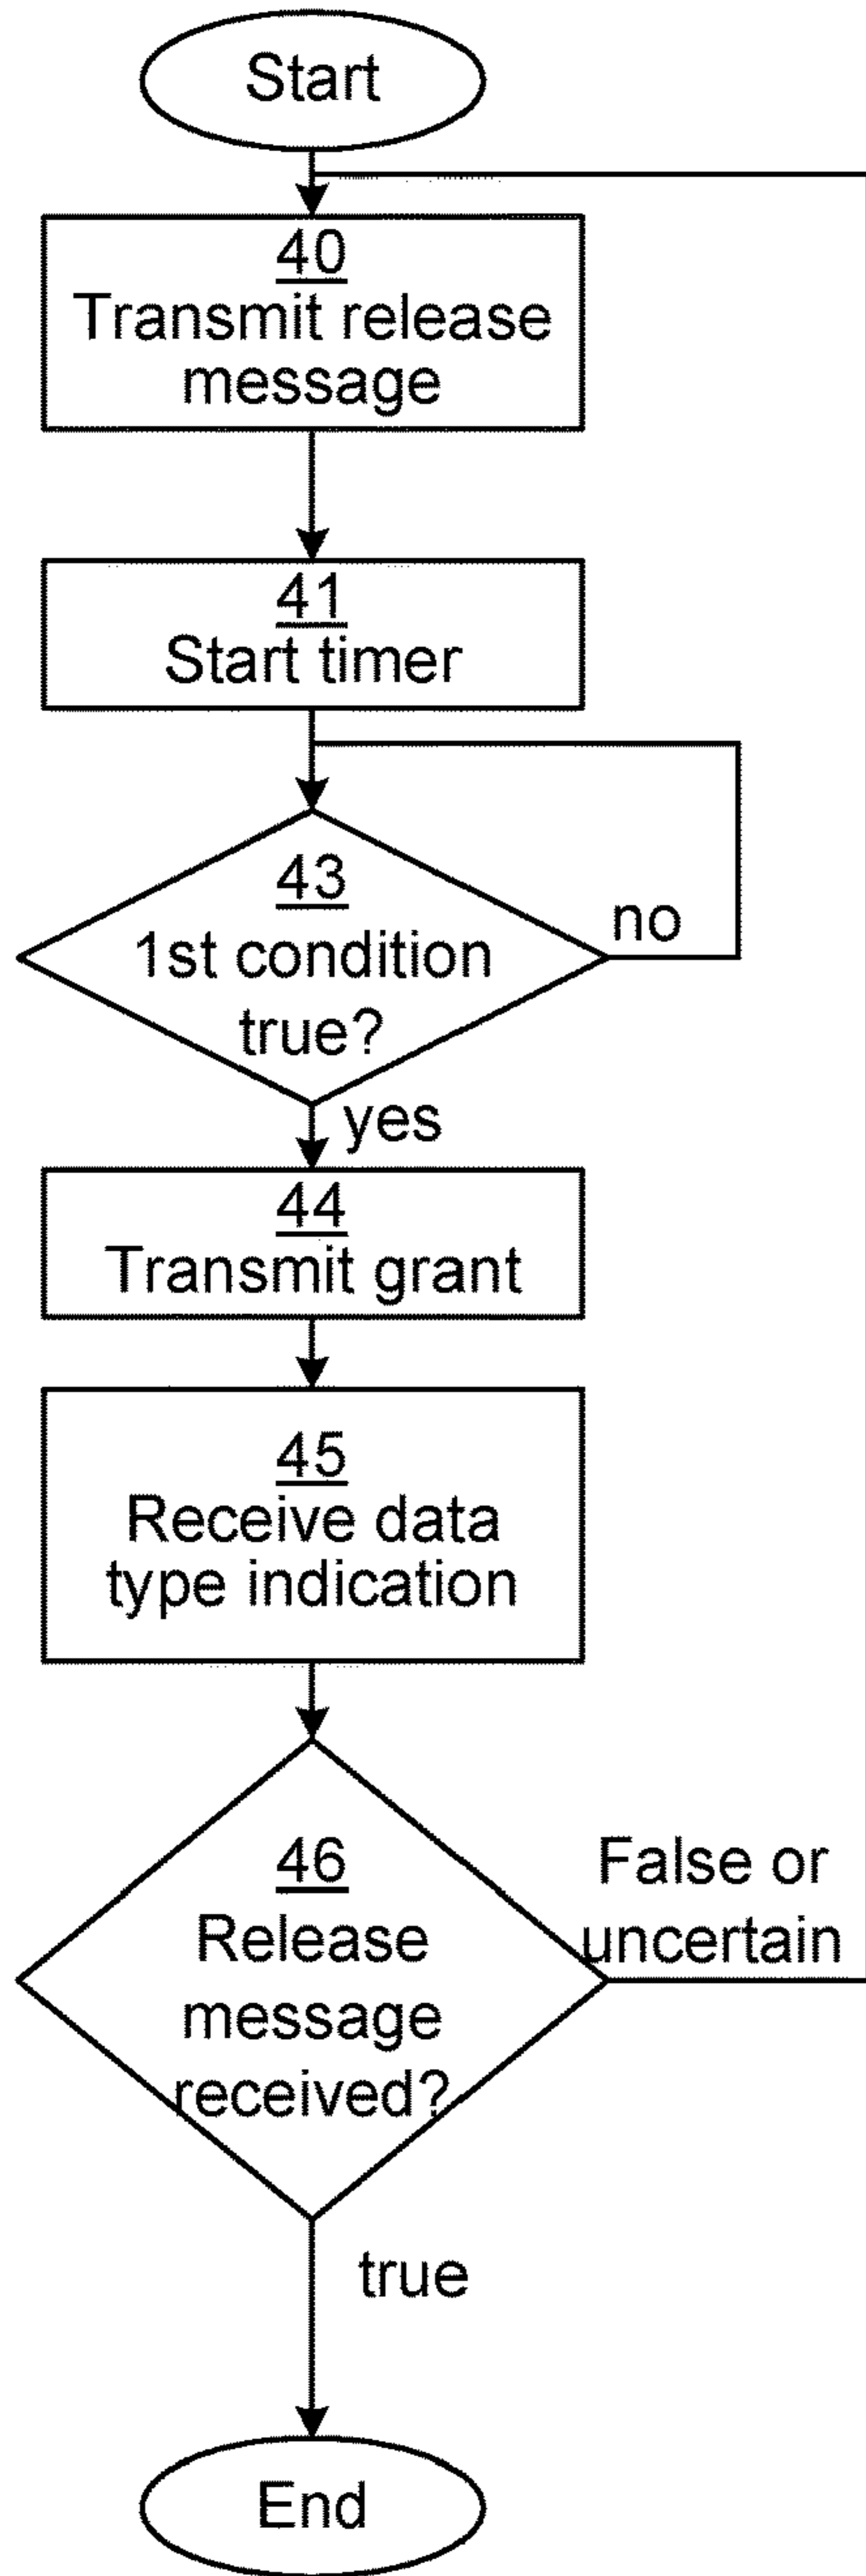 Start
40
Transmit release
message
41
Start timer
43
1st condition
true?
no
yes
44
Transmit grant
45
Receive data
type indication
46
Release
message
received?
False or
uncertain
true
End